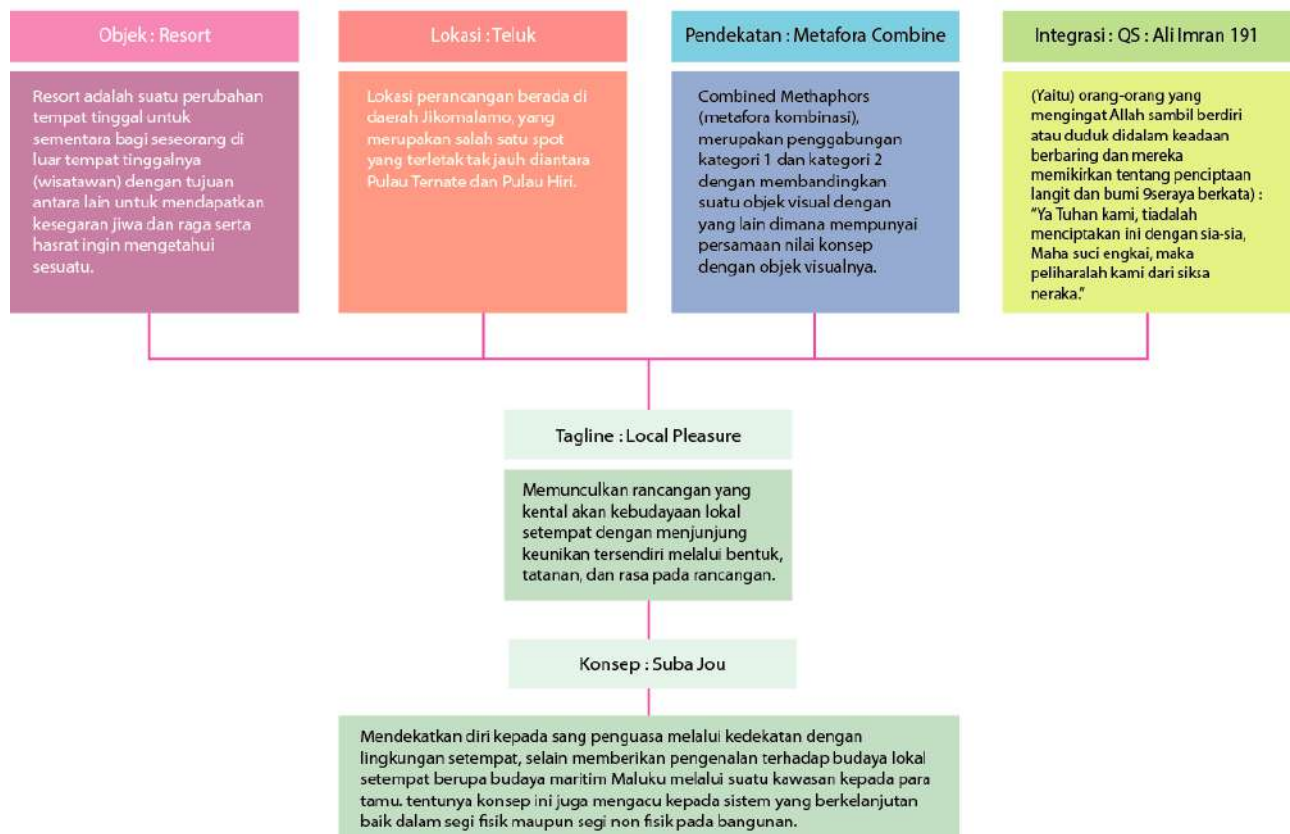 Objek : Resort
Resort adalah suatu perubahan
tempat tinggal untuk
sementara bagi seseorang di
luar tempat tinggalnya
(wisatawan) dengan tujuan
antara lain untuk mendapatkan
kesegaran jiwa dan raga serta
hasrat ingin mengetahui
sesuatu.
Lokasi : Teluk
Lokasi perancangan berada di
daerah Jikomalamo, yang
merupakan salah satu spot
yang terletak tak jauh diantara
Pulau Ternate dan Pulau Hiri.
Pendekatan : Metafora Combine
Combined Methaphors
(metafora kombinasi),
merupakan penggabungan
kategori 1 dan kategori 2
dengan membandingkan
suatu objek visual dengan
yang lain dimana mempunyai
persamaan nilai konsep
dengan objek visualnya.
Integrasi : QS : Ali Imran 191
(Yaitu) orang-orang yang
mengingat Allah sambil berdiri
atau duduk didalam keadaan
berbaring dan mereka
memikirkan tentang penciptaan
langit dan bumi 9seraya berkata) :
"Ya Tuhan kami, tiadalah
menciptakan ini dengan sia-sia,
Maha suci engkai, maka
peliharalah kami dari siksa
neraka."
Tagline : Local Pleasure
Memunculkan rancangan yang
kental akan kebudayaan lokal
setempat dengan menjunjung
keunikan tersendiri melalui bentuk,
tatanan, dan rasa pada rancangan.
Konsep : Suba Jou
Mendekatkan diri kepada sang penguasa melalui kedekatan dengan
lingkungan setempat, selain memberikan pengenalan terhadap budaya lokal
setempat berupa budaya maritim Maluku melalui suatu kawasan kepada para
tamu. tentunya konsep ini juga mengacu kepada sistem yang berkelanjutan
baik dalam segi fisik maupun segi non fisik pada bangunan.